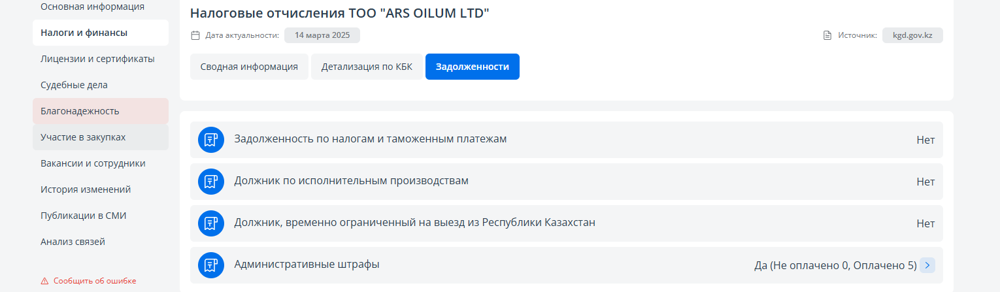 Основная информация
Налоги и финансы
Лицензии и сертификаты
Судебные дела
Благонадежность
Участие в закупках
Вакансии и сотрудники
История изменений
Публикации в СМИ
Анализ связей
Сообщить об ошибке
Налоговые отчисления ТОО "ARS OILUM LTD"
Дата актуальности: 14 марта 2025
Источник: kgd.gov.kz
Сводная информация
Детализация по КБК
Задолженности
Задолженность по налогам и таможенным платежам Нет
Должник по исполнительным производствам Нет
Должник, временно ограниченный на выезд из Республики Казахстан Нет
Административные штрафы Да (Не оплачено 0, Оплачено 5)